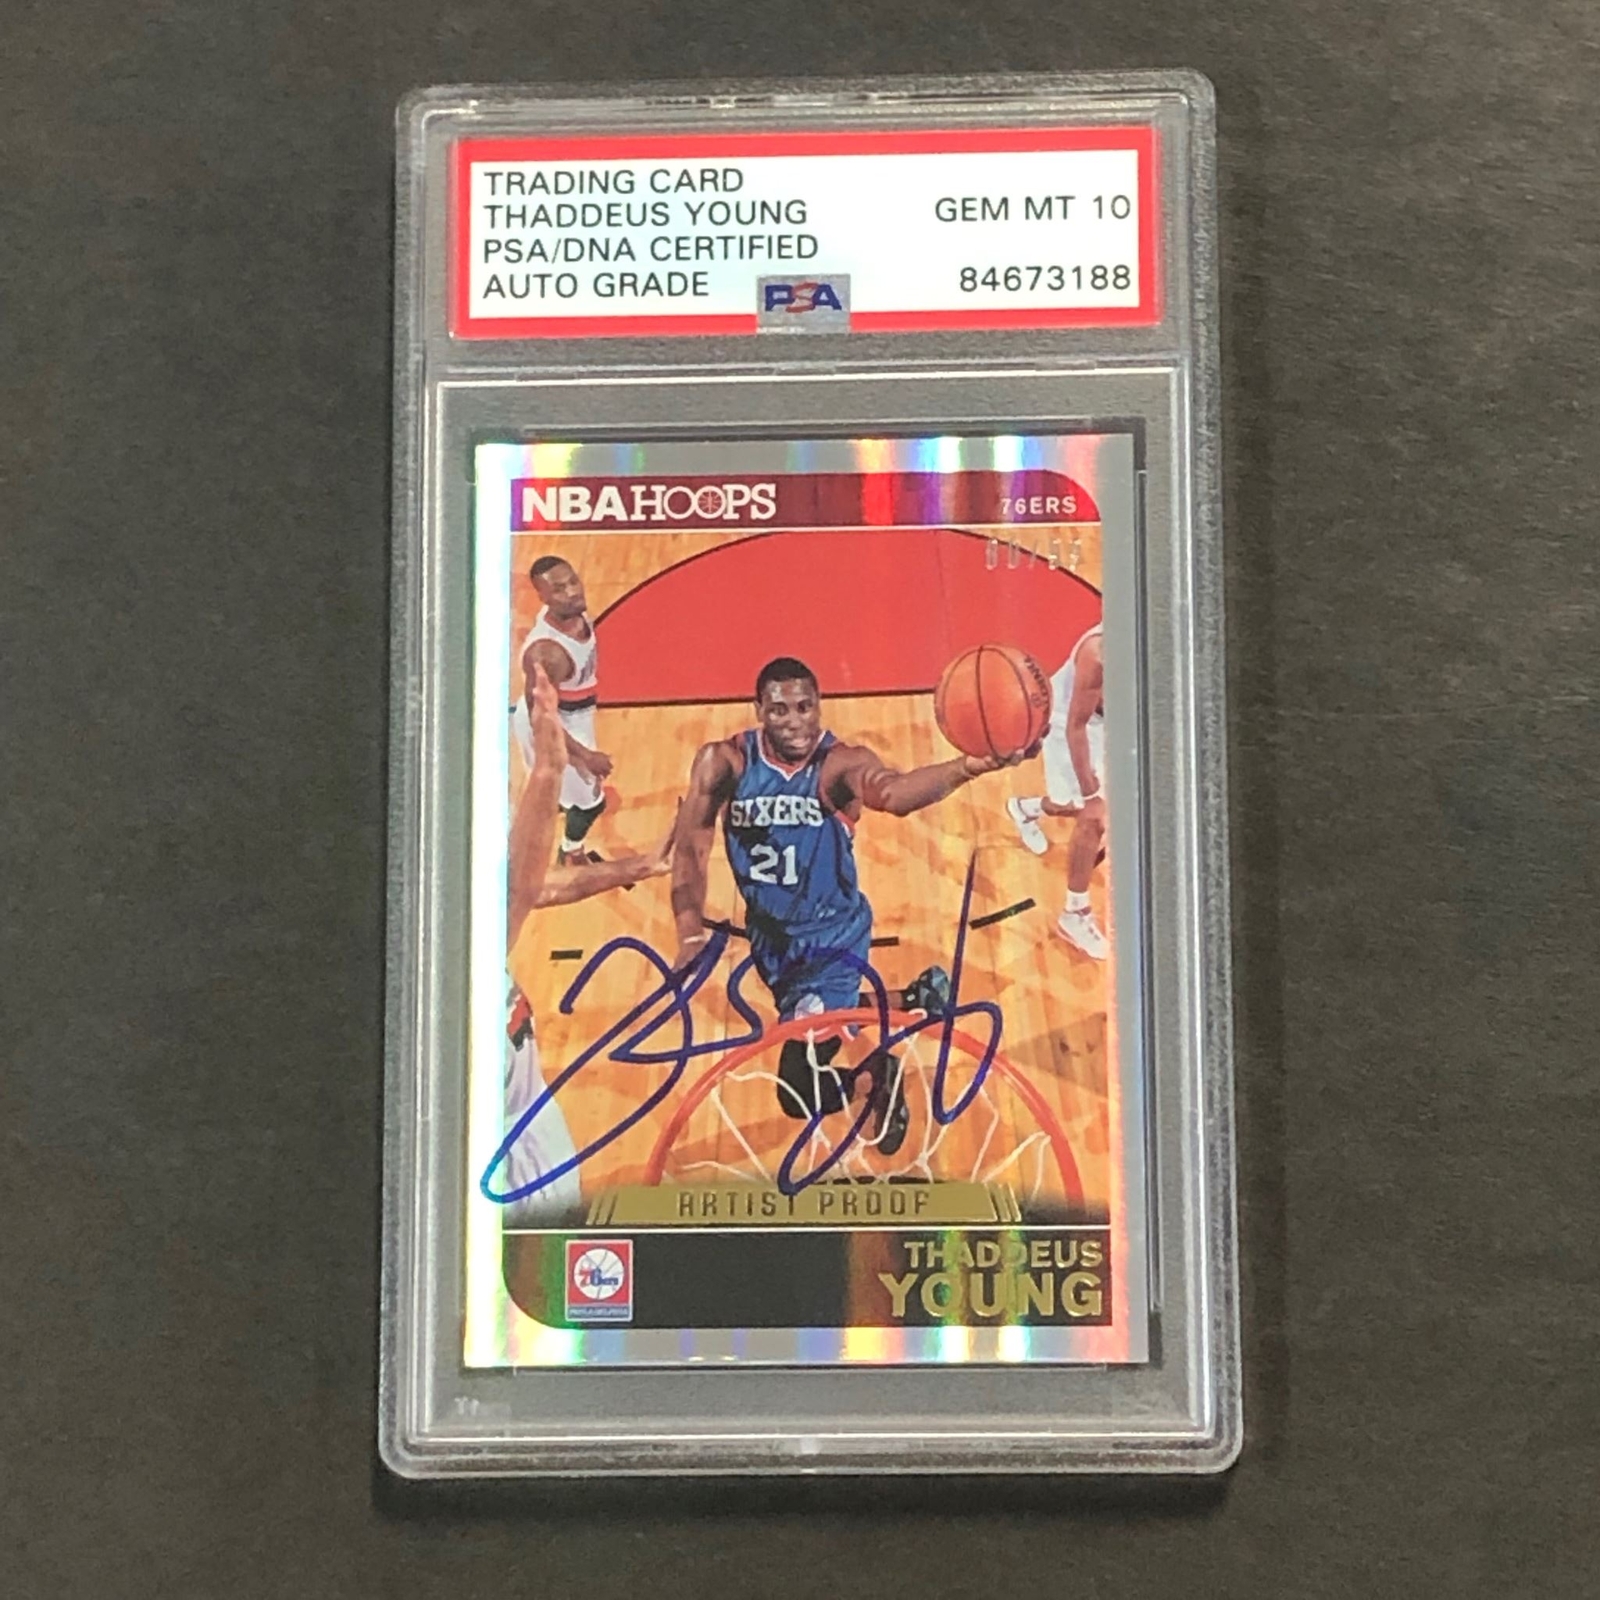 TRADING CARD
THADDEUS YOUNG
PSA/DNA CERTIFIED
AUTO GRADE
GEM MT 10
84673188
PSA
NBA HOOPS
76ERS
SIXERS
21
ARTIST PROOF
76ers
THADDEUS
YOUNG